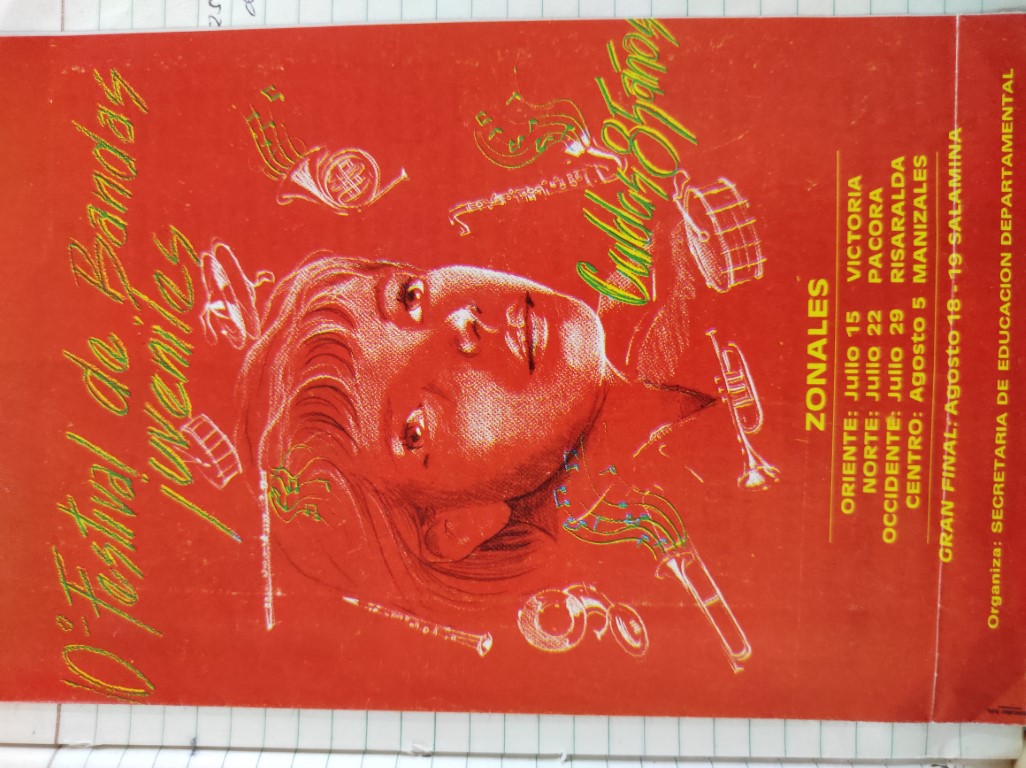 10º Festival de Bandas
juveniles
Caldas 85 años
ZONALES
ORIENTE: Julio 15 VICTORIA
NORTE: Julio 22 PACORA
OCCIDENTE: Julio 29 RISARALDA
CENTRO: Agosto 5 MANIZALES
GRAN FINAL: Agosto 18 - 19 SALAMINA
Organiza: SECRETARIA DE EDUCACION DEPARTAMENTAL